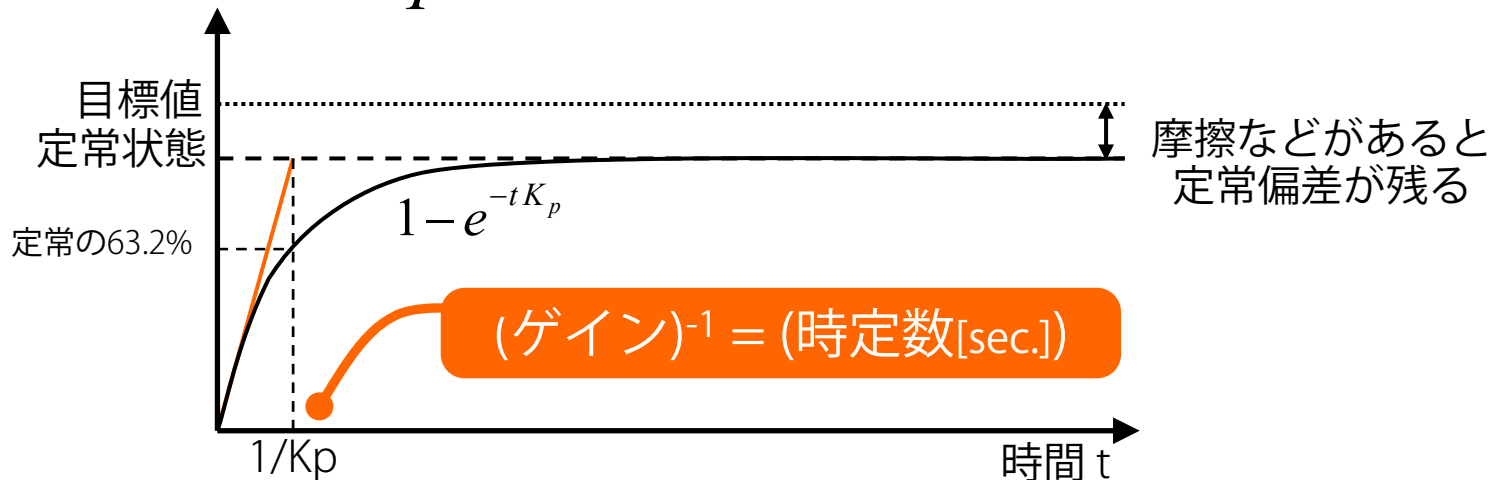 目標値
定常状態
摩擦などがあると
定常偏差が残る
1-e^{-tK_p}
定常の63.2%
(ゲイン)^{-1} = (時定数[sec.])
1/Kp
時間 t